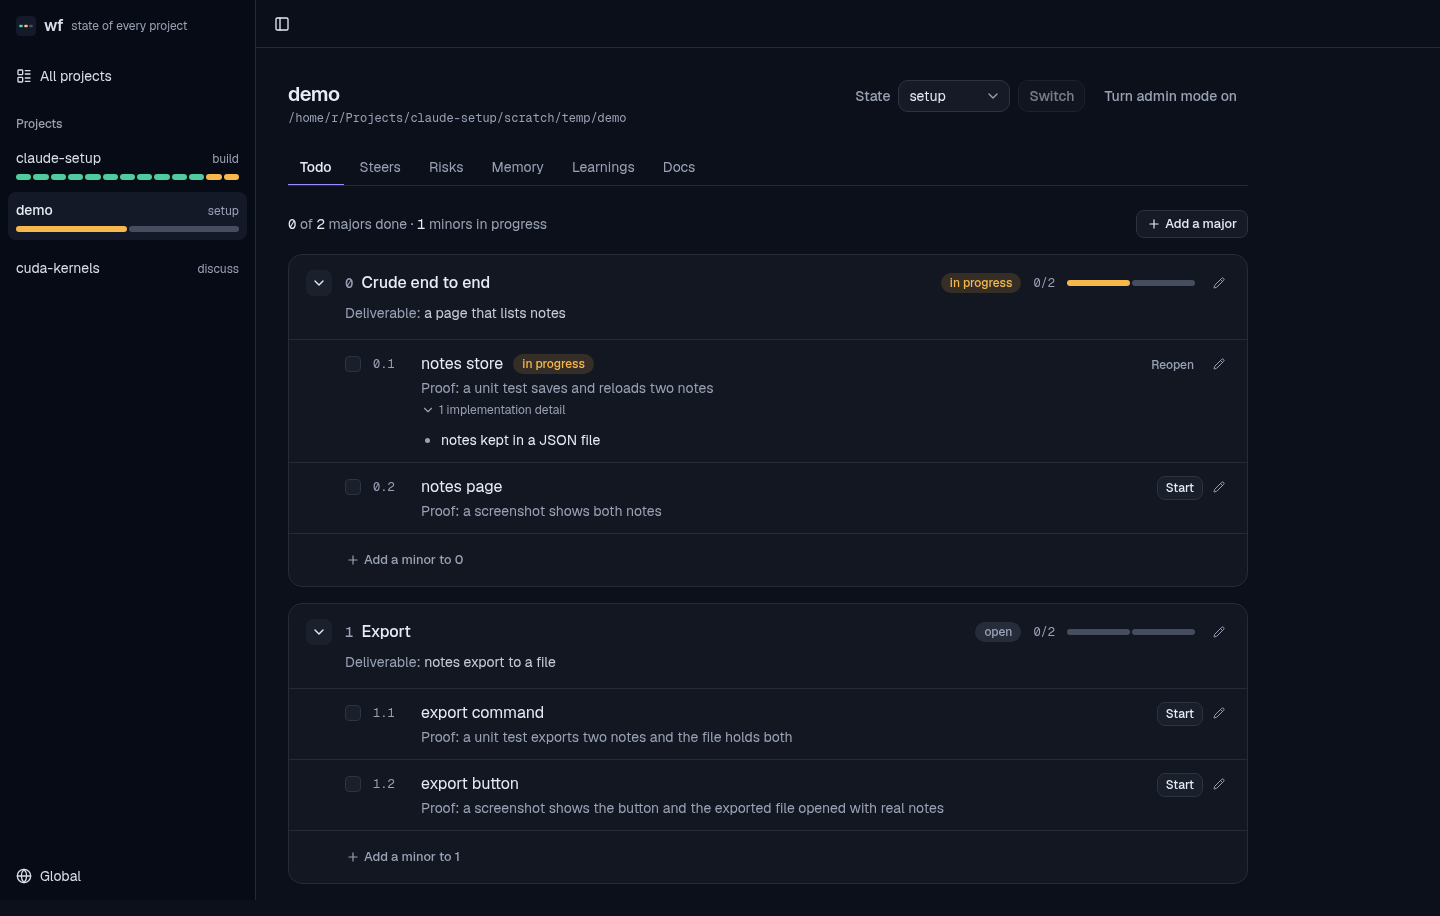 wf state of every project
All projects
Projects
claude-setup build
demo setup
cuda-kernels discuss
Global
demo
/home/r/Projects/claude-setup/scratch/temp/demo
State setup Switch Turn admin mode on
Todo Steers Risks Memory Learnings Docs
0 of 2 majors done · 1 minors in progress
Add a major
0 Crude end to end in progress 0/2
Deliverable: a page that lists notes
0.1 notes store in progress Reopen
Proof: a unit test saves and reloads two notes
1 implementation detail
• notes kept in a JSON file
0.2 notes page Start
Proof: a screenshot shows both notes
Add a minor to 0
1 Export open 0/2
Deliverable: notes export to a file
1.1 export command Start
Proof: a unit test exports two notes and the file holds both
1.2 export button Start
Proof: a screenshot shows the button and the exported file opened with real notes
Add a minor to 1